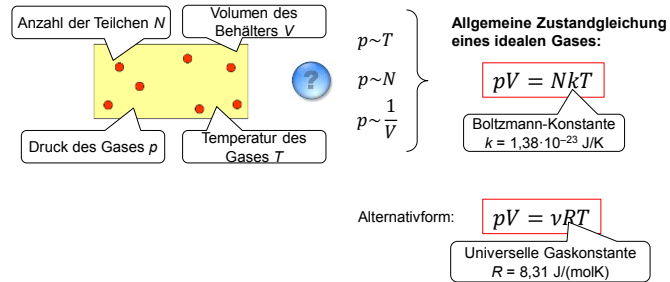 Anzahl der Teilchen N
Volumen des
Behälters V
?
Druck des Gases p
Temperatur des
Gases T
p~T
p~N
p~1/V
Allgemeine Zustandgleichung
eines idealen Gases:
pV = NkT
Boltzmann-Konstante
k = 1,38·10⁻²³ J/K
Alternativform:
pV = νRT
Universelle Gaskonstante
R = 8,31 J/(molK)